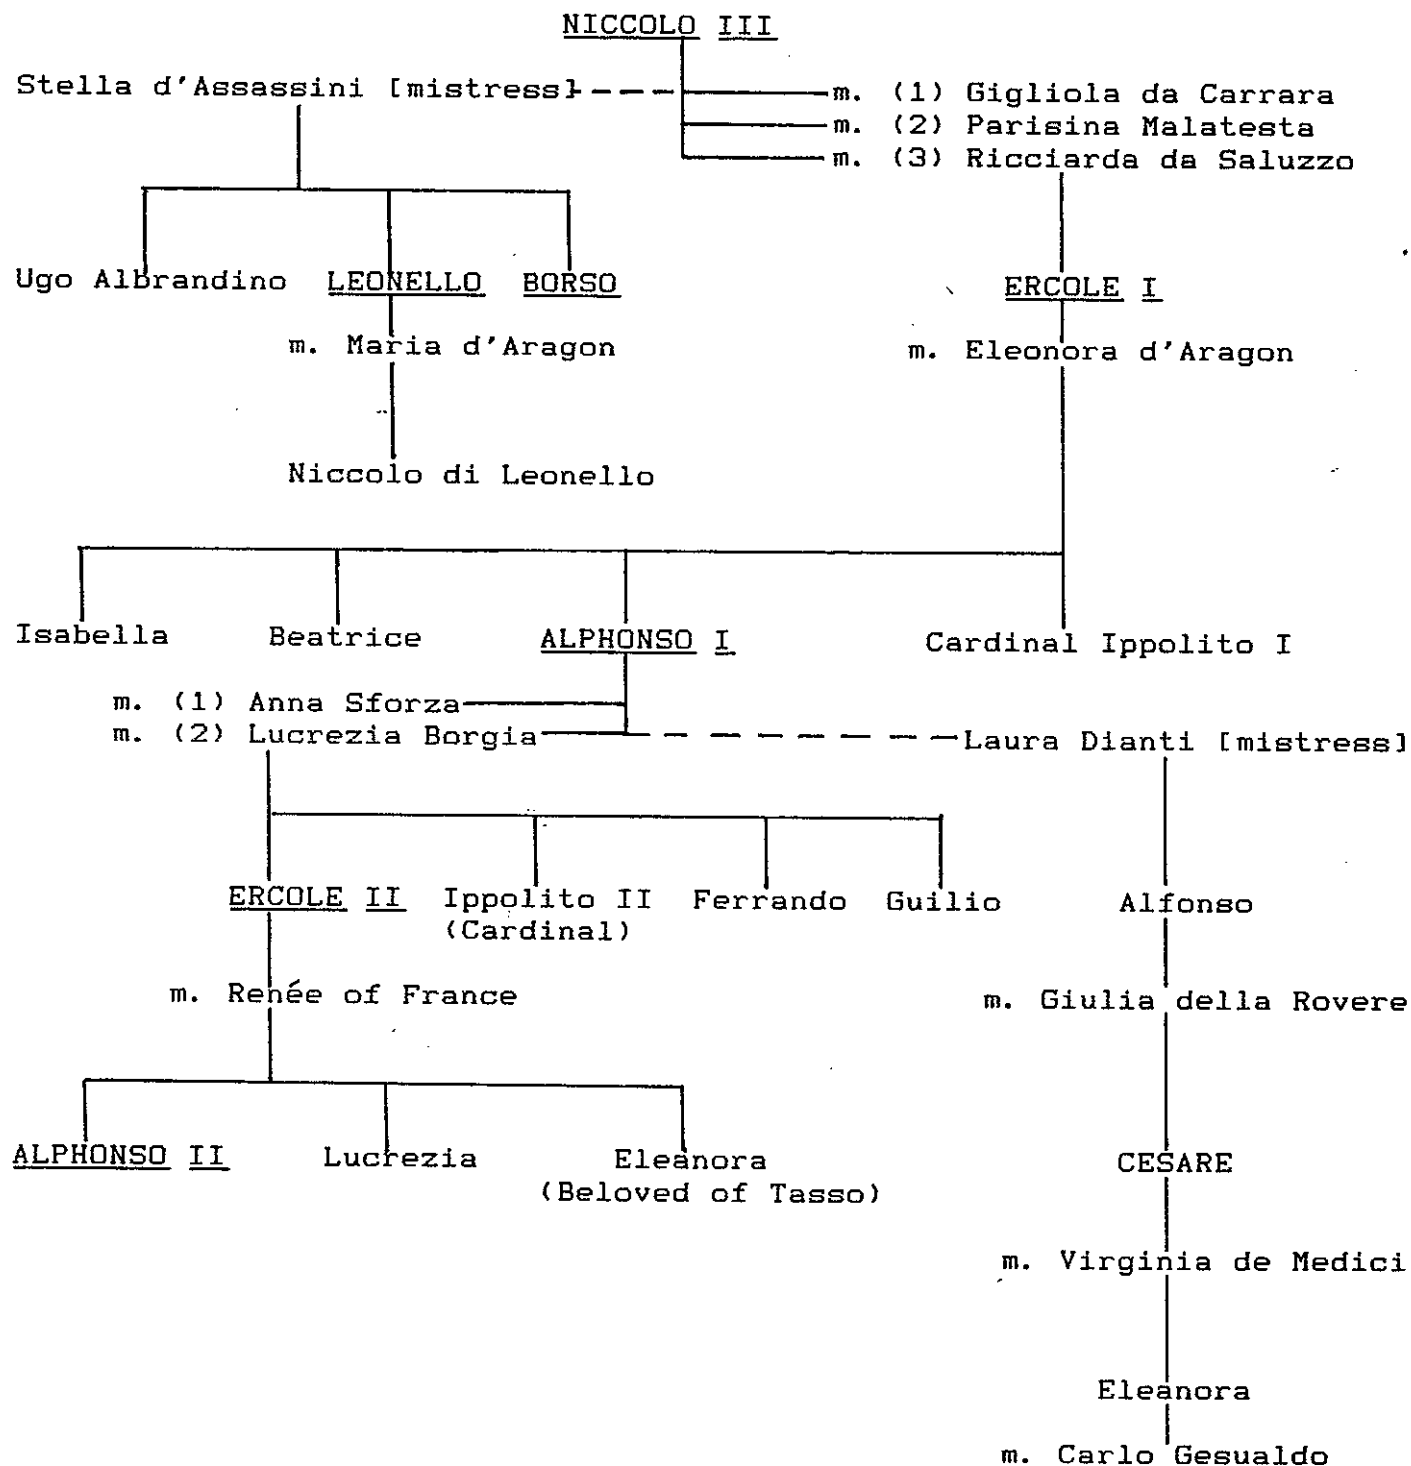 NICCOLO III
Stella d'Assassini [mistress]
m. (1) Gigliola da Carrara
m. (2) Parisina Malatesta
m. (3) Ricciarda da Saluzzo
Ugo Albrandino LEONELLO BORSO
ERCOLE I
m. Maria d'Aragon
m. Eleonora d'Aragon
Niccolo di Leonello
Isabella Beatrice ALPHONSO I Cardinal Ippolito I
m. (1) Anna Sforza
m. (2) Lucrezia Borgia
Laura Dianti [mistress]
ERCOLE II Ippolito II Ferrando Guilio Alfonso
(Cardinal)
m. Renée of France
m. Giulia della Rovere
ALPHONSO II Lucrezia Eleanora CESARE
(Beloved of Tasso)
m. Virginia de Medici
Eleanora
m. Carlo Gesualdo